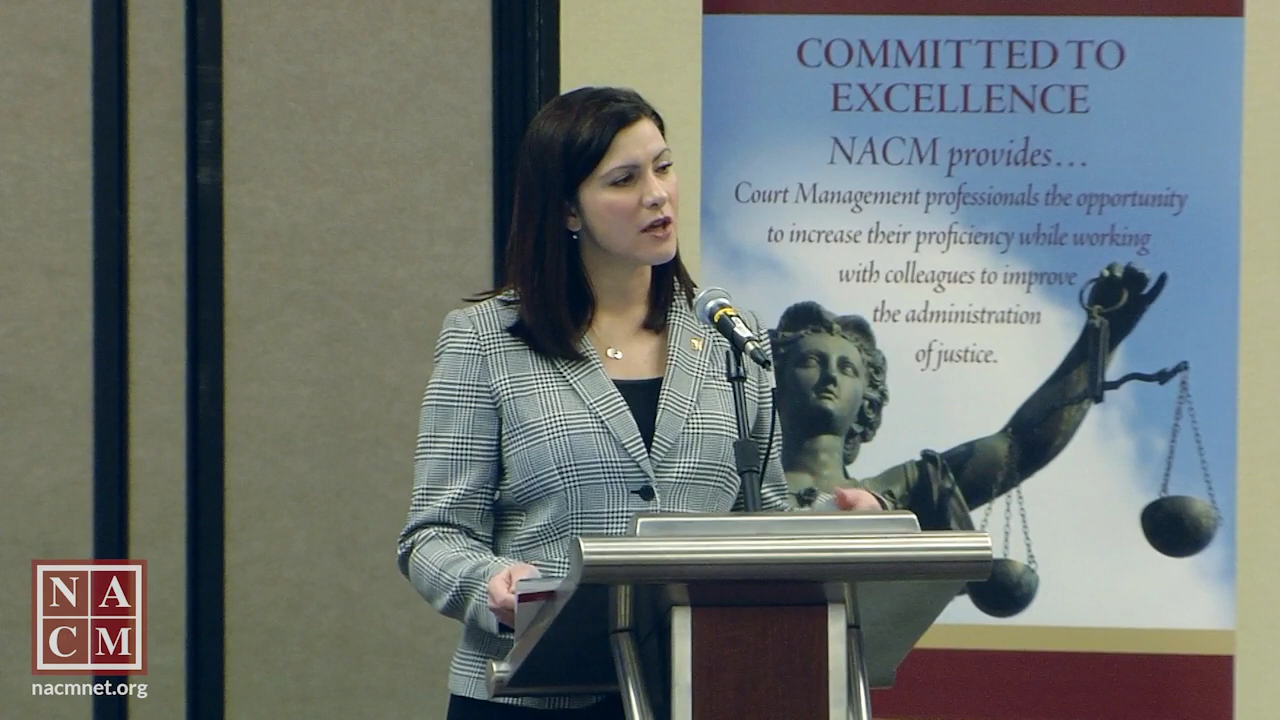 COMMITTED TO
EXCELLENCE
NACM provides...
Court Management professionals the opportunity
to increase their proficiency while working
with colleagues to improve
the administration
of justice.
N A
C M
nacmnet.org